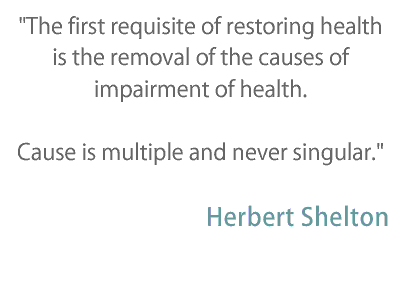 "The first requisite of restoring health
is the removal of the causes of
impairment of health.
Cause is multiple and never singular."
Herbert Shelton